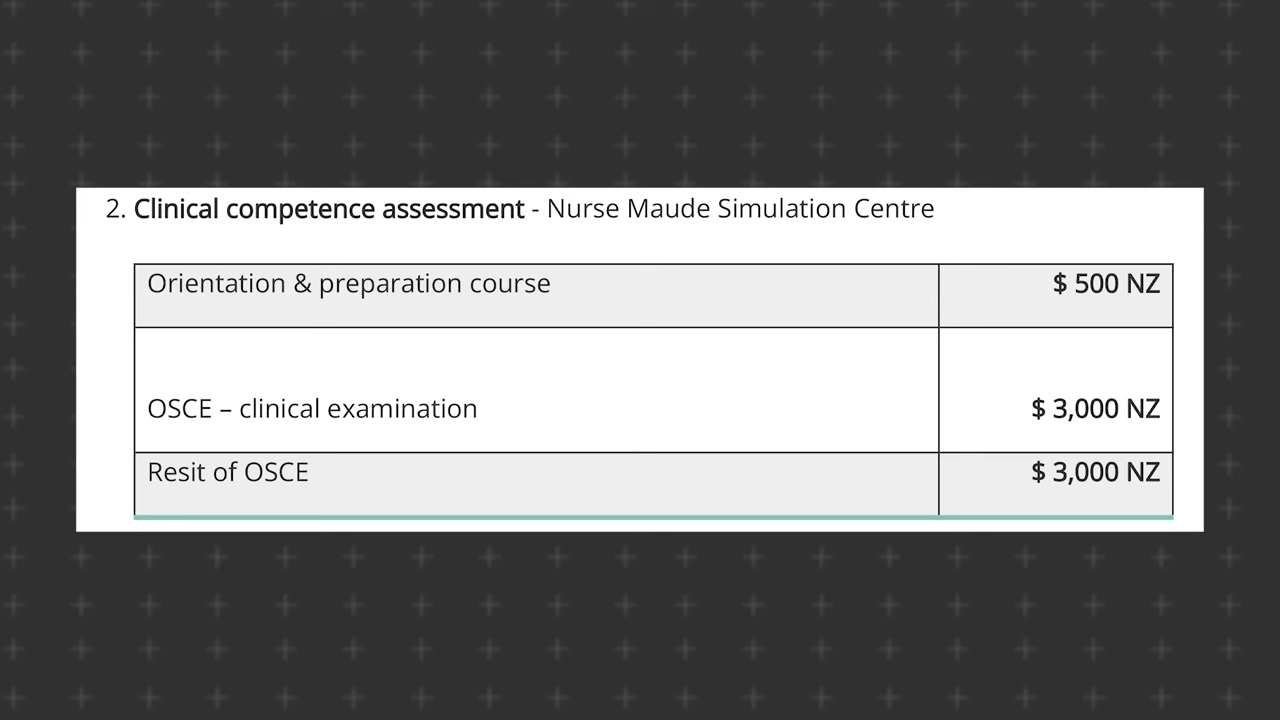 2. Clinical competence assessment - Nurse Maude Simulation Centre
Orientation & preparation course $ 500 NZ
OSCE – clinical examination $ 3,000 NZ
Resit of OSCE $ 3,000 NZ